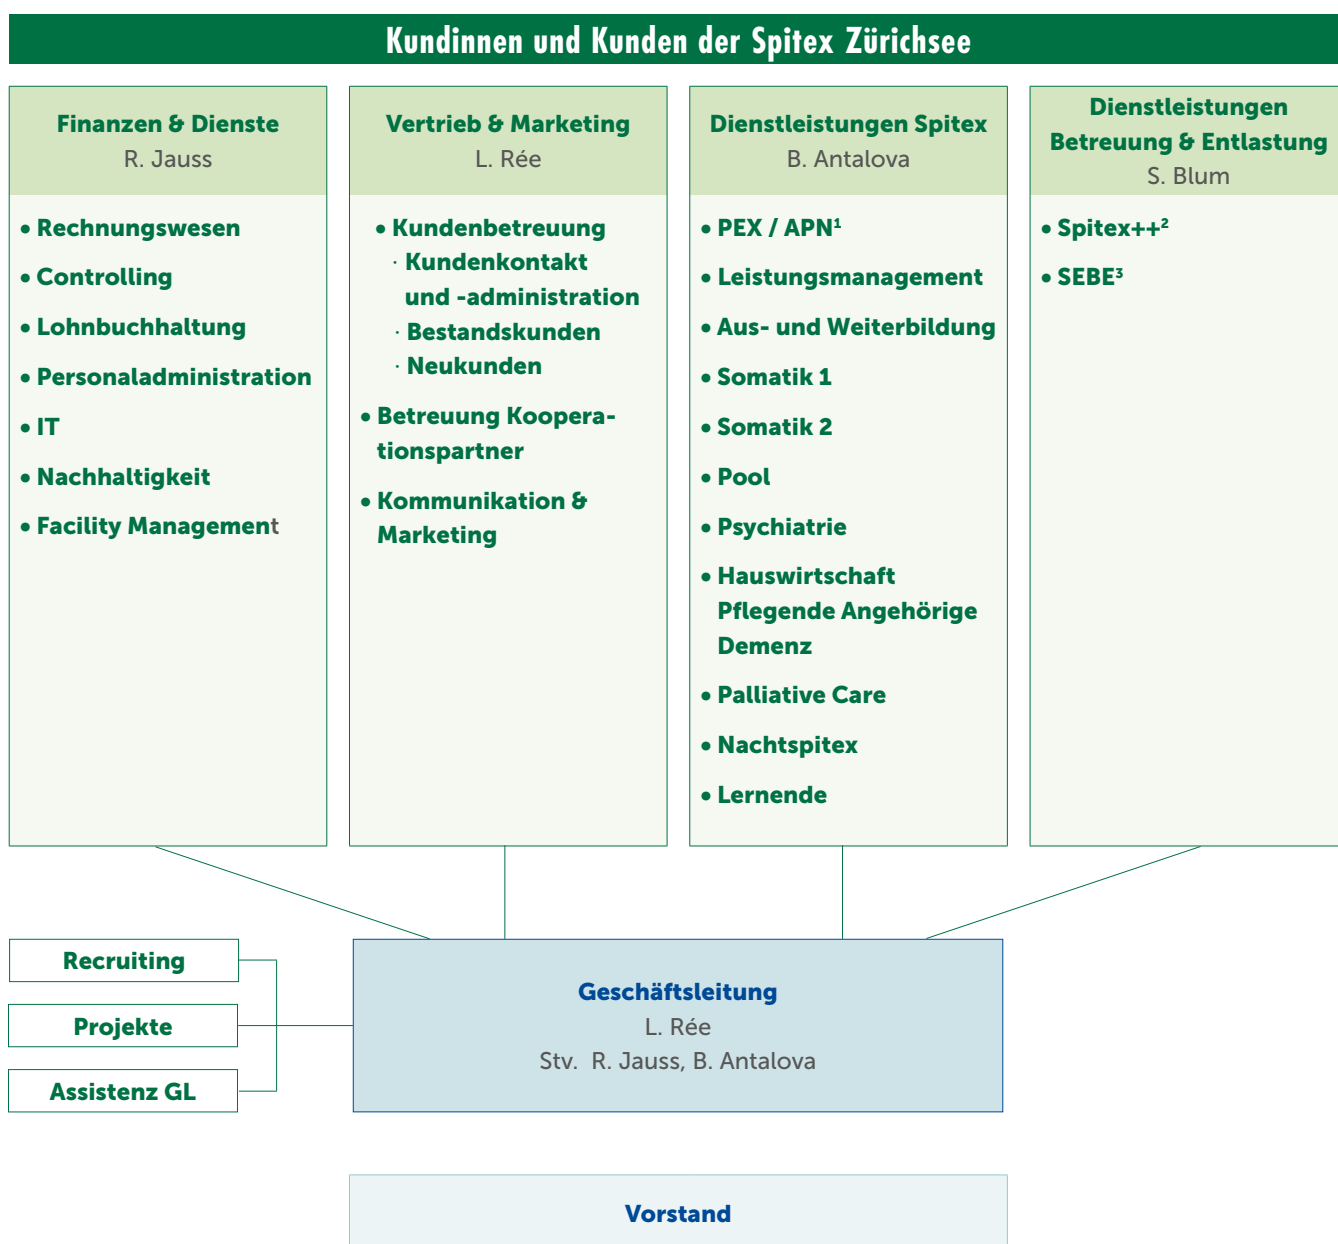 Kundinnen und Kunden der Spitex Zürichsee
Finanzen & Dienste
R. Jauss
• Rechnungswesen
• Controlling
• Lohnbuchhaltung
• Personaladministration
• IT
• Nachhaltigkeit
• Facility Management
Vertrieb & Marketing
L. Rée
• Kundenbetreuung
· Kundenkontakt
und -administration
· Bestandskunden
· Neukunden
• Betreuung Koopera-
tionspartner
• Kommunikation &
Marketing
Dienstleistungen Spitex
B. Antalova
• PEX / APN¹
• Leistungsmanagement
• Aus- und Weiterbildung
• Somatik 1
• Somatik 2
• Pool
• Psychiatrie
• Hauswirtschaft
Pflegende Angehörige
Demenz
• Palliative Care
• Nachtspitex
• Lernende
Dienstleistungen
Betreuung & Entlastung
S. Blum
• Spitex++²
• SEBE³
Recruiting
Projekte
Assistenz GL
Geschäftsleitung
L. Rée
Stv. R. Jauss, B. Antalova
Vorstand